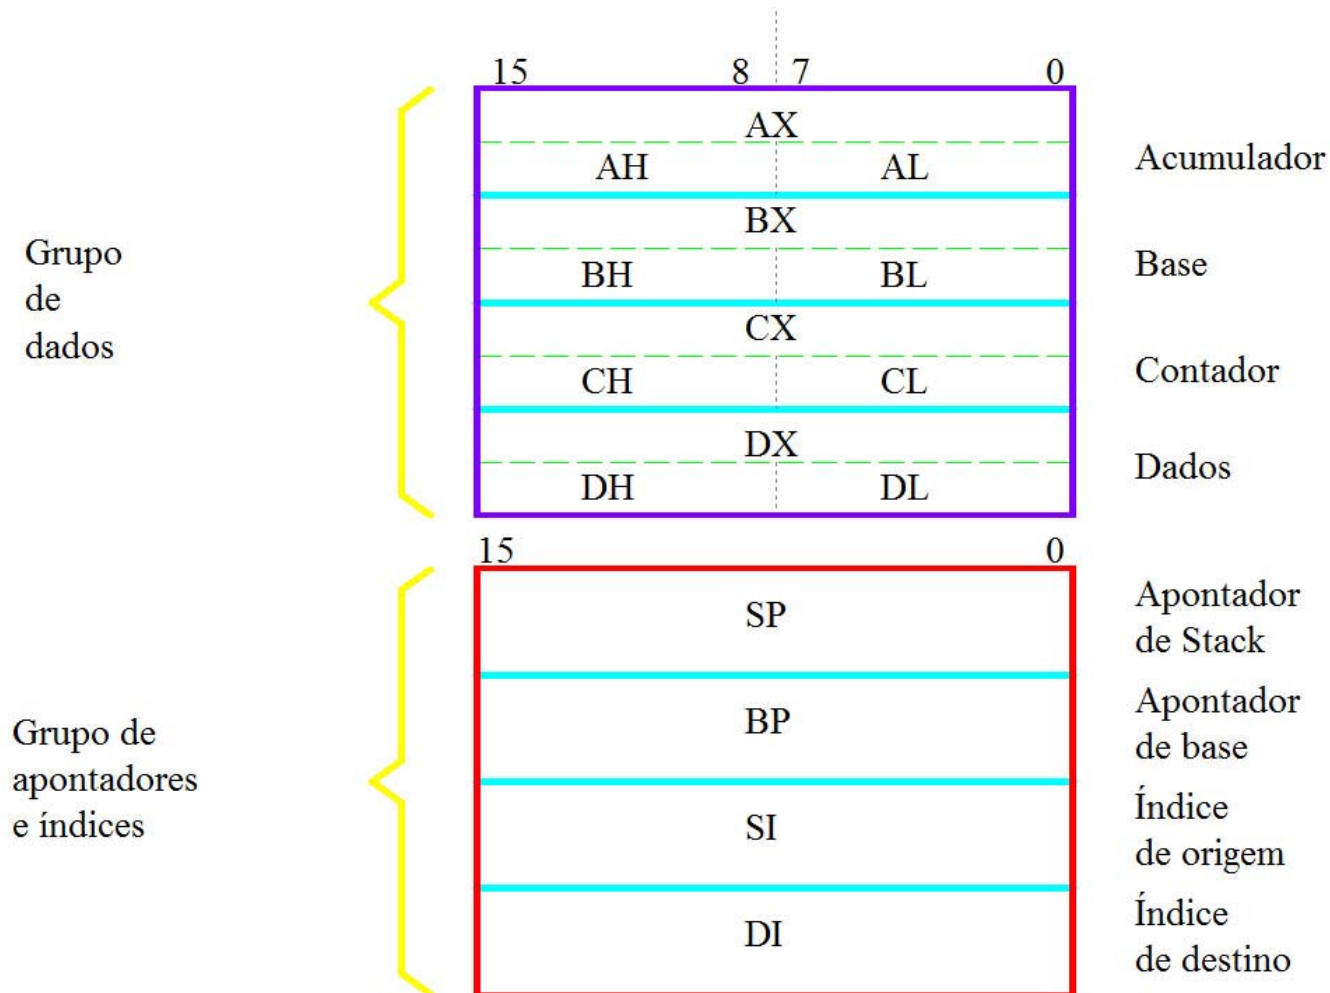 15 8 7 0
AX
AH AL
Acumulador
BX
BH BL
Base
CX
CH CL
Contador
DX
DH DL
Dados
Grupo
de
dados
15 0
SP
Apontador
de Stack
BP
Apontador
de base
SI
Índice
de origem
DI
Índice
de destino
Grupo de
apontadores
e índices